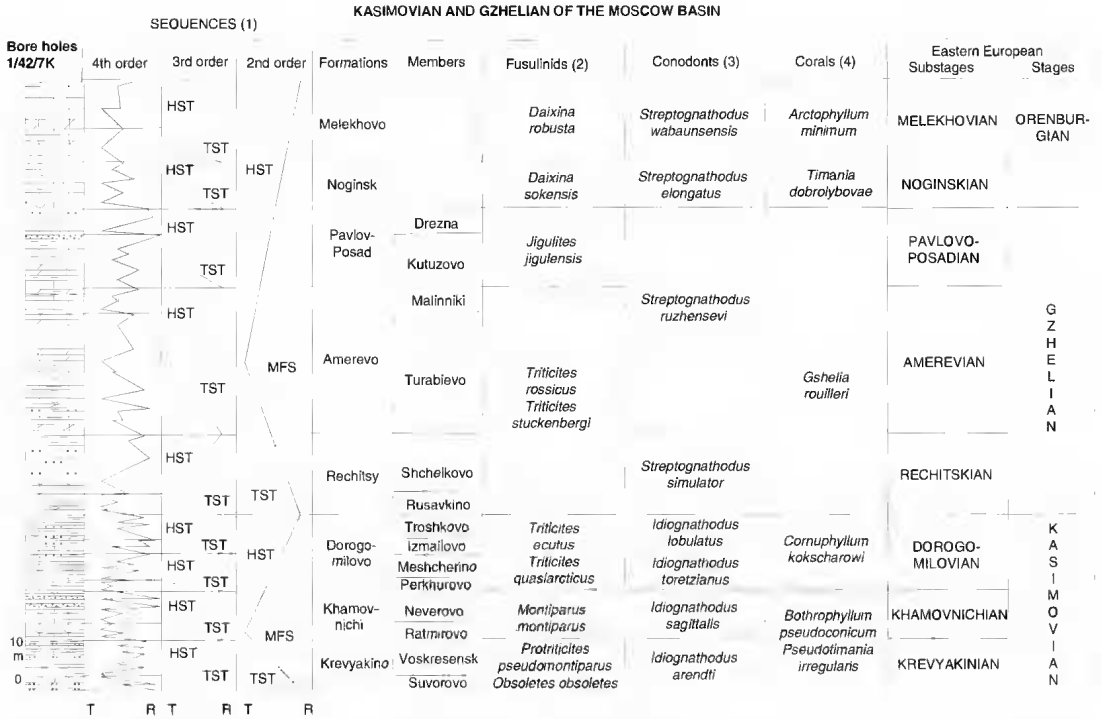 KASIMOVIAN AND GZHELIAN OF THE MOSCOW BASIN
SEQUENCES (1)
Bore holes
1/42/7K
4th order
3rd order
2nd order
Formations
Members
Fusulinids (2)
Conodonts (3)
Corals (4)
Eastern European
Substages
Stages
HST
TST
HST
TST
HST
TST
HST
TST
HST
TST
HST
TST
HST
TST
HST
TST
HST
TST
HST
MFS
TST
HST
MFS
TST
Melekhovo
Noginsk
Pavlov-
Posad
Amerevo
Rechitsy
Dorogo-
milovo
Khamov-
nichi
Krevyakino
Drezna
Kutuzovo
Malinniki
Turabievo
Shchelkovo
Rusavkino
Troshkovo
Izmailovo
Meshcherino
Perkhurovo
Neverovo
Ratmirovo
Voskresensk
Suvorovo
Daixina
robusta
Daixina
sokensis
Jigulites
jigulensis
Triticites
rossicus
Triticites
stuckenbergi
Triticites
ecutus
Triticites
quasiarcticus
Montiparus
montiparus
Protriticites
pseudomontiparus
Obsoletes obsoletes
Streptognathodus
wabaunsensis
Streptognathodus
elongatus
Streptognathodus
ruzhensevi
Streptognathodus
simulator
Idiognathodus
lobulatus
Idiognathodus
toretzianus
Idiognathodus
sagittalis
Idiognathodus
arendti
Arctophyllum
minimum
Timania
dobrolybovae
Gshelia
rouilleri
Cornuphyllum
kokscharowi
Bothrophyllum
pseudoconicum
Pseudotimania
irregularis
MELEKHOVIAN
NOGINSKIAN
PAVLOVO-
POSADIAN
AMEREVIAN
RECHITSKIAN
DOROGO-
MILOVIAN
KHAMOVNICHIAN
KREVYAKINIAN
ORENBUR-
GIAN
GZHELIAN
KASIMOVIAN
10
m
0
T R T R T R